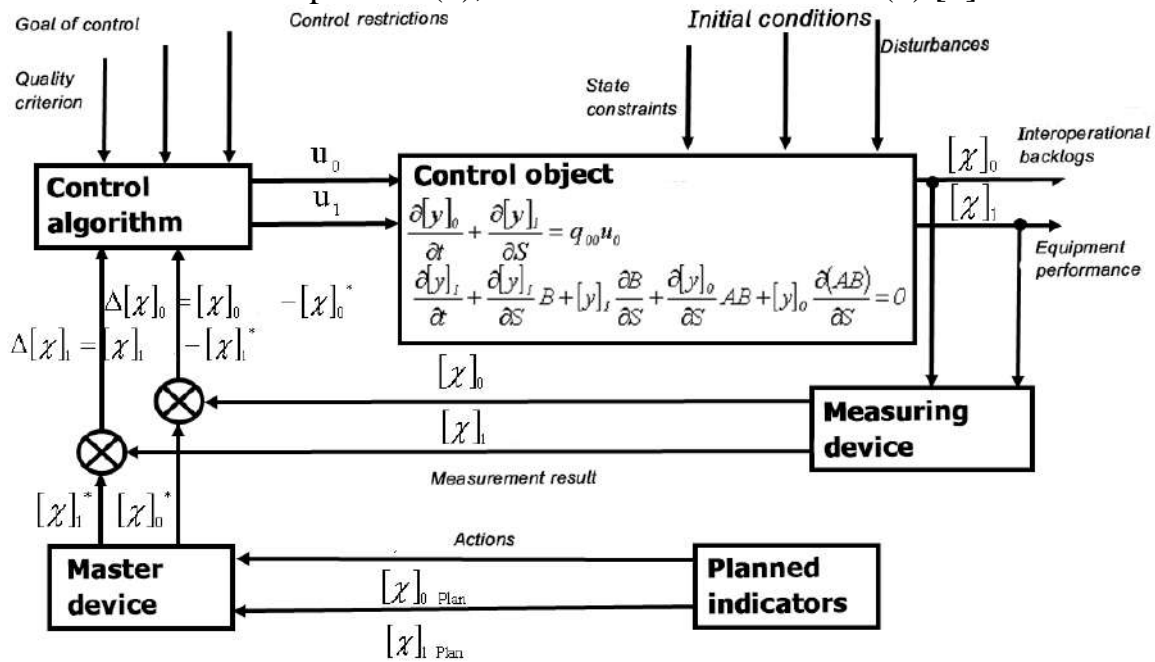 Goal of control
Control restrictions
Initial conditions
Disturbances
Quality
criterion
State
constraints
Control
algorithm
u₀
u₁
Control object
∂[y]₀/∂t + ∂[y]₁/∂S = q₀₀u₀
∂[y]₁/∂t + ∂[y]₁/∂S B + [y]₁ ∂B/∂S + ∂[y]₀/∂S AB + [y]₀ ∂(AB)/∂S = 0
[χ]₀
Interoperational
backlogs
[χ]₁
Equipment
performance
Δ[χ]₀ = [χ]₀ −[χ]₀*
Δ[χ]₁ = [χ]₁ −[χ]₁*
[χ]₀
[χ]₁
Measuring
device
Measurement result
[χ]₁* [χ]₀*
Master
device
Actions
[χ]₀ Plan
[χ]₁ Plan
Planned
indicators